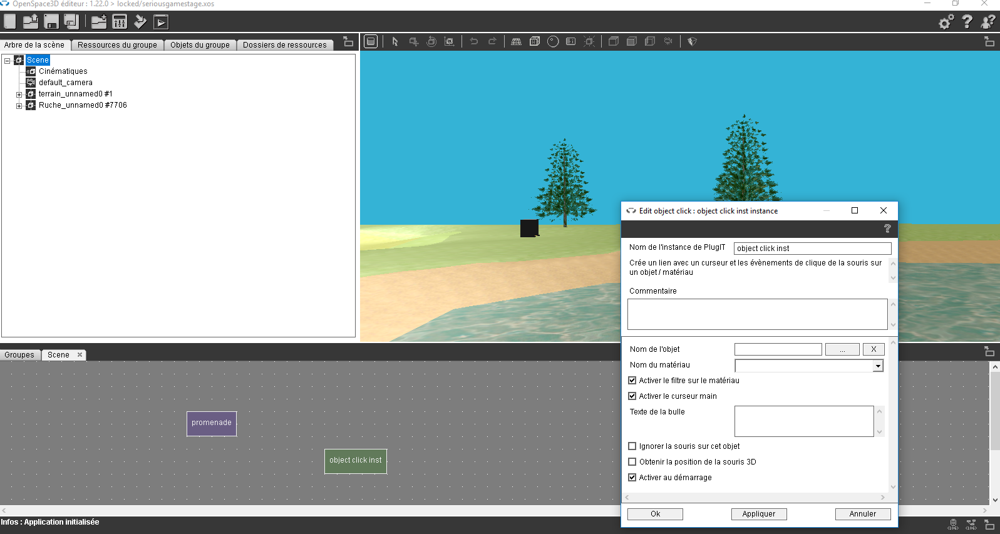 OpenSpace3D éditeur : 1.22.0 > locked/seriousgamestage.xos
Arbre de la scène
Ressources du groupe
Objets du groupe
Dossiers de ressources
Scene
Cinématiques
default_camera
terrain_unnamed0 #1
Ruche_unnamed0 #7706
Edit object click : object click inst instance
Nom de l'instance de PlugIT
object click inst
Crée un lien avec un curseur et les évènements de clique de la souris sur
un objet / matériau
Commentaire
Nom de l'objet
...
X
Nom du matériau
Activer le filtre sur le matériau
Activer le curseur main
Texte de la bulle
Ignorer la souris sur cet objet
Obtenir la position de la souris 3D
Activer au démarrage
Ok
Appliquer
Annuler
Groupes
Scene
promenade
object click inst
Infos : Application initialisée
<LOG>
<LOG>